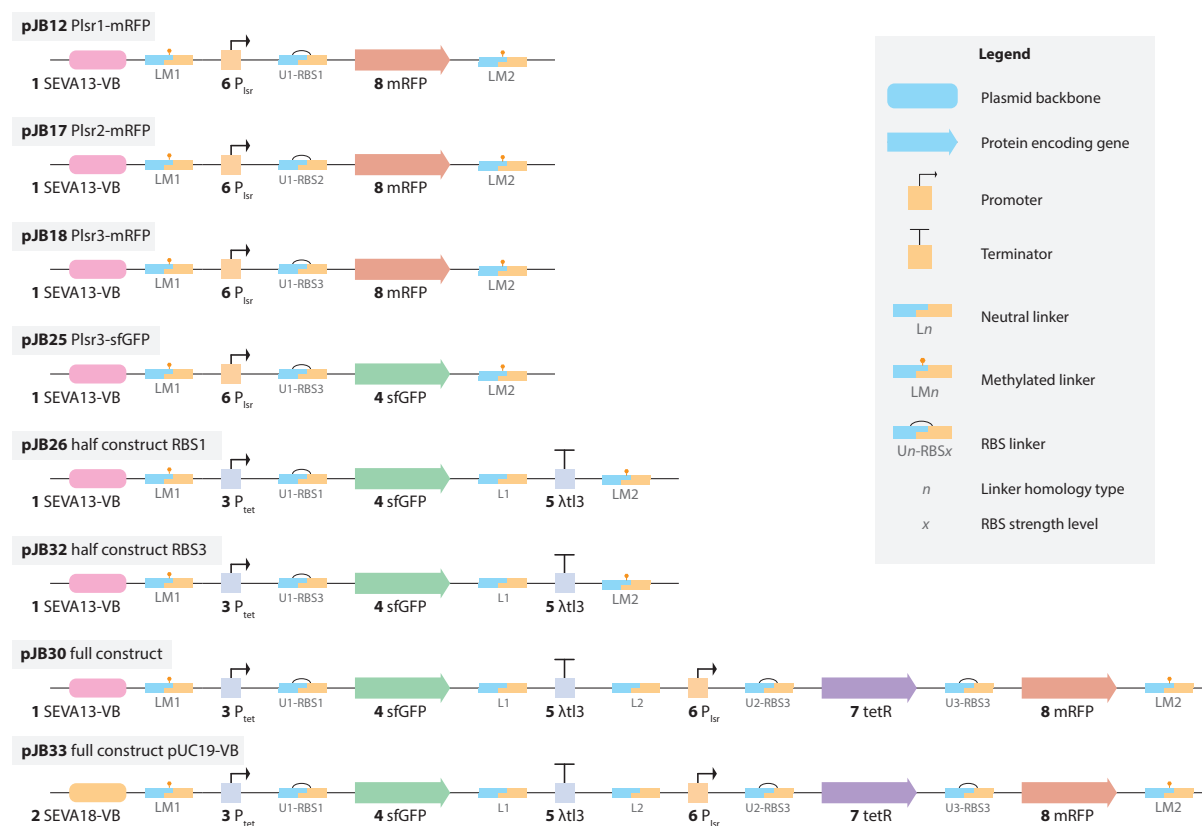 pJB12 Plsr1-mRFP
LM1 U1-RBS1 LM2
1 SEVA13-VB 6 Plsr 8 mRFP
pJB17 Plsr2-mRFP
LM1 U1-RBS2 LM2
1 SEVA13-VB 6 Plsr 8 mRFP
pJB18 Plsr3-mRFP
LM1 U1-RBS3 LM2
1 SEVA13-VB 6 Plsr 8 mRFP
pJB25 Plsr3-sfGFP
LM1 U1-RBS3 LM2
1 SEVA13-VB 6 Plsr 4 sfGFP
pJB26 half construct RBS1
LM1 U1-RBS1 L1 LM2
1 SEVA13-VB 3 Ptet 4 sfGFP 5 λtl3
pJB32 half construct RBS3
LM1 U1-RBS3 L1 LM2
1 SEVA13-VB 3 Ptet 4 sfGFP 5 λtl3
pJB30 full construct
LM1 U1-RBS1 L1 L2 U2-RBS3 U3-RBS3 LM2
1 SEVA13-VB 3 Ptet 4 sfGFP 5 λtl3 6 Plsr 7 tetR 8 mRFP
pJB33 full construct pUC19-VB
LM1 U1-RBS1 L1 L2 U2-RBS3 U3-RBS3 LM2
2 SEVA18-VB 3 Ptet 4 sfGFP 5 λtl3 6 Plsr 7 tetR 8 mRFP
Legend
Plasmid backbone
Protein encoding gene
Promoter
Terminator
Neutral linker
Ln
Methylated linker
LMn
RBS linker
Un-RBSx
n Linker homology type
x RBS strength level